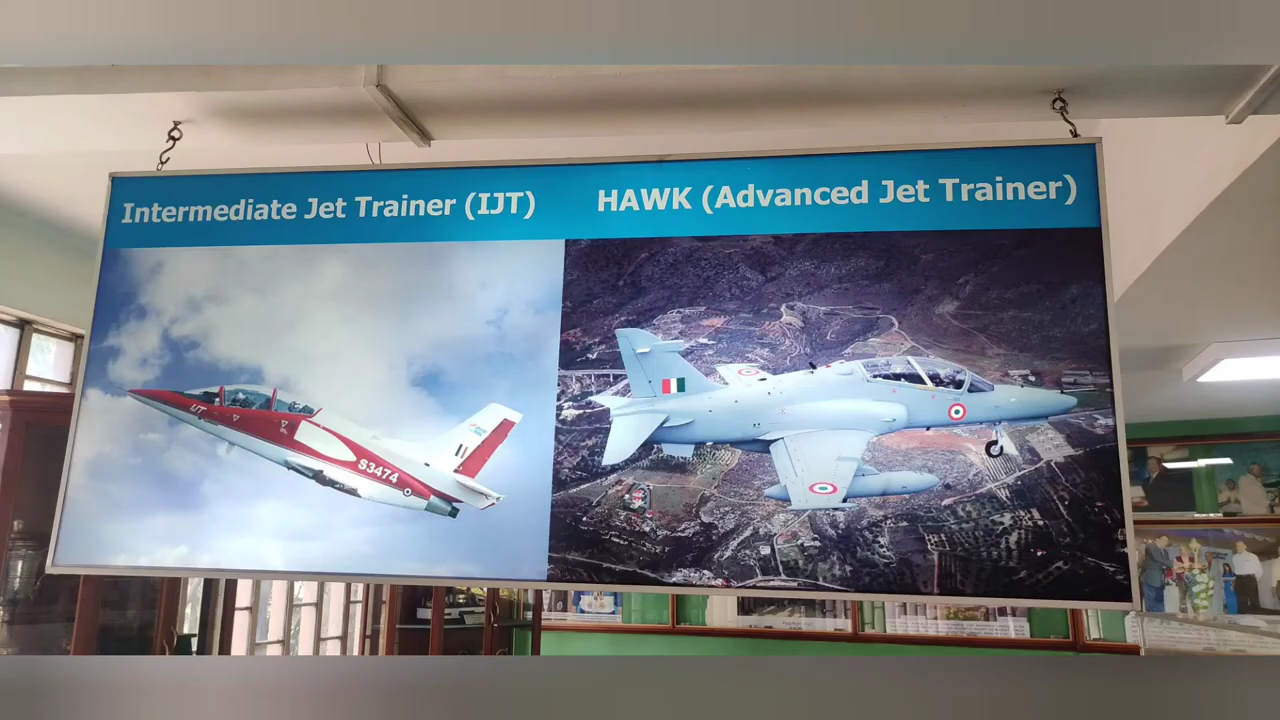 Intermediate Jet Trainer (IJT)
HAWK (Advanced Jet Trainer)
IJT
S3474